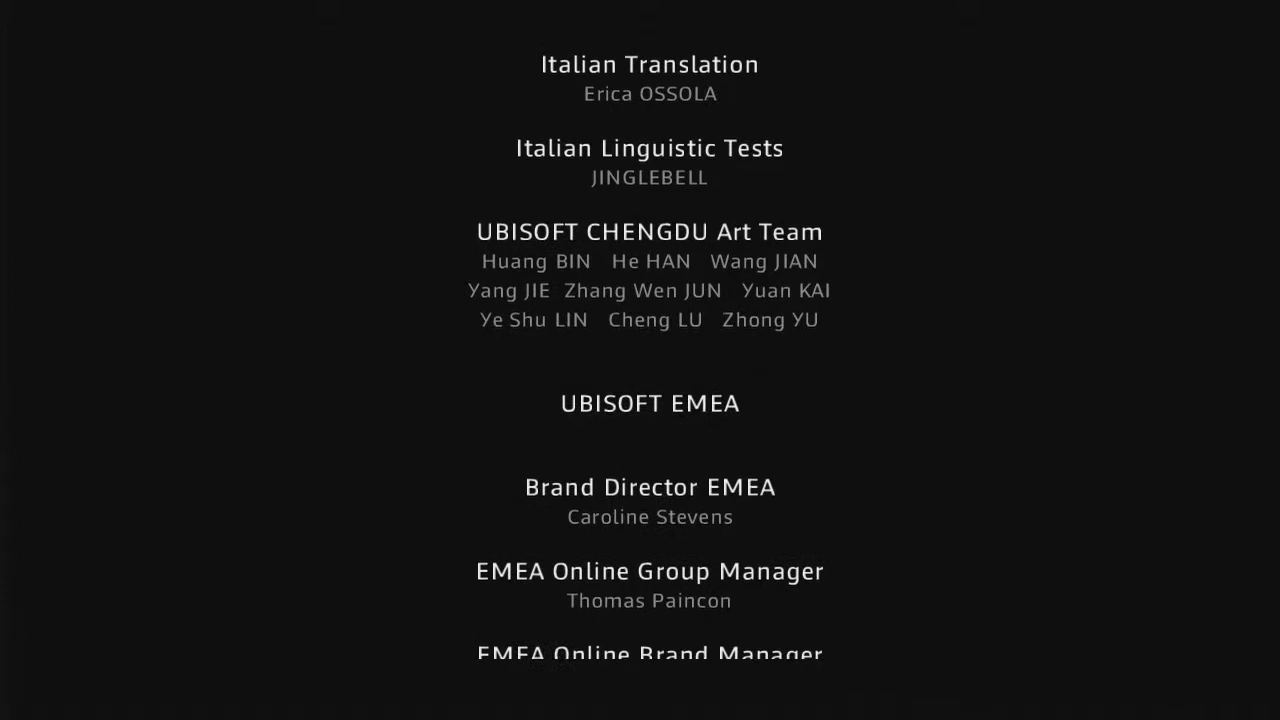 Italian Translation
Erica OSSOLA
Italian Linguistic Tests
JINGLEBELL
UBISOFT CHENGDU Art Team
Huang BIN He HAN Wang JIAN
Yang JIE Zhang Wen JUN Yuan KAI
Ye Shu LIN Cheng LU Zhong YU
UBISOFT EMEA
Brand Director EMEA
Caroline Stevens
EMEA Online Group Manager
Thomas Paincon
EMEA Online Brand Manager